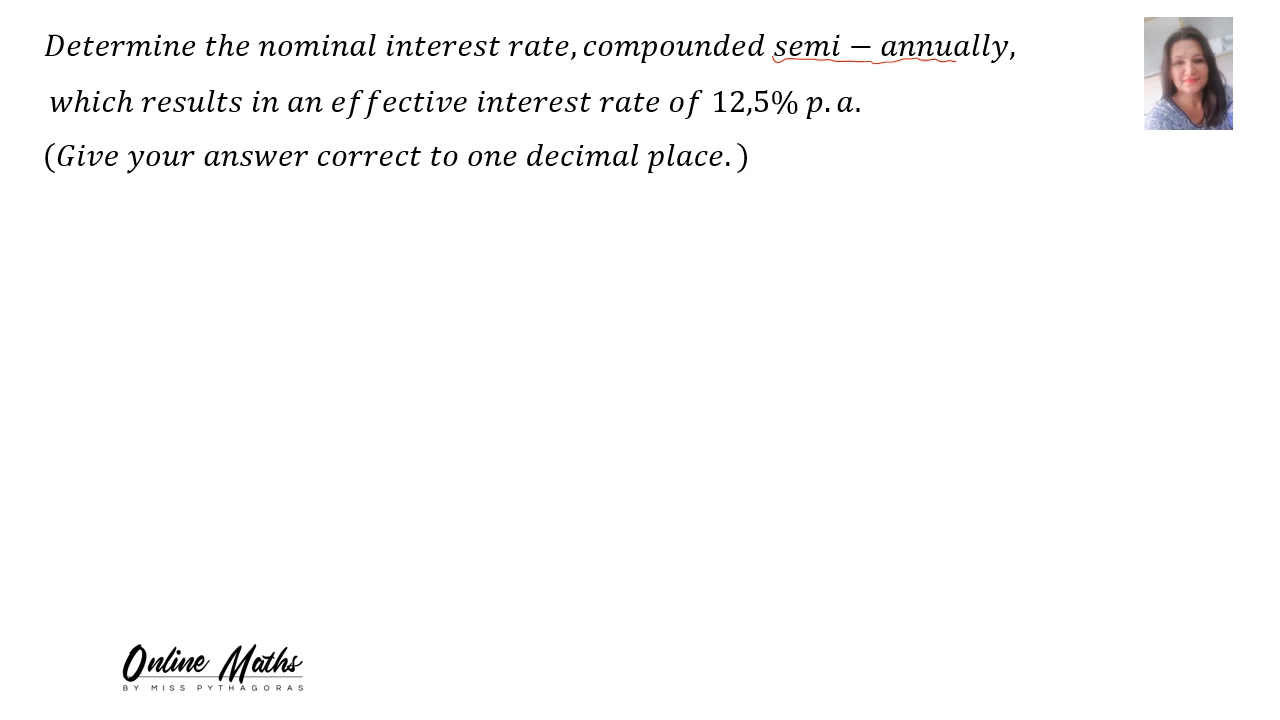 Determine the nominal interest rate, compounded semi − annually,
which results in an effective interest rate of 12,5% p.a.
(Give your answer correct to one decimal place.)
Online Maths
BY MISS PYTHAGORAS